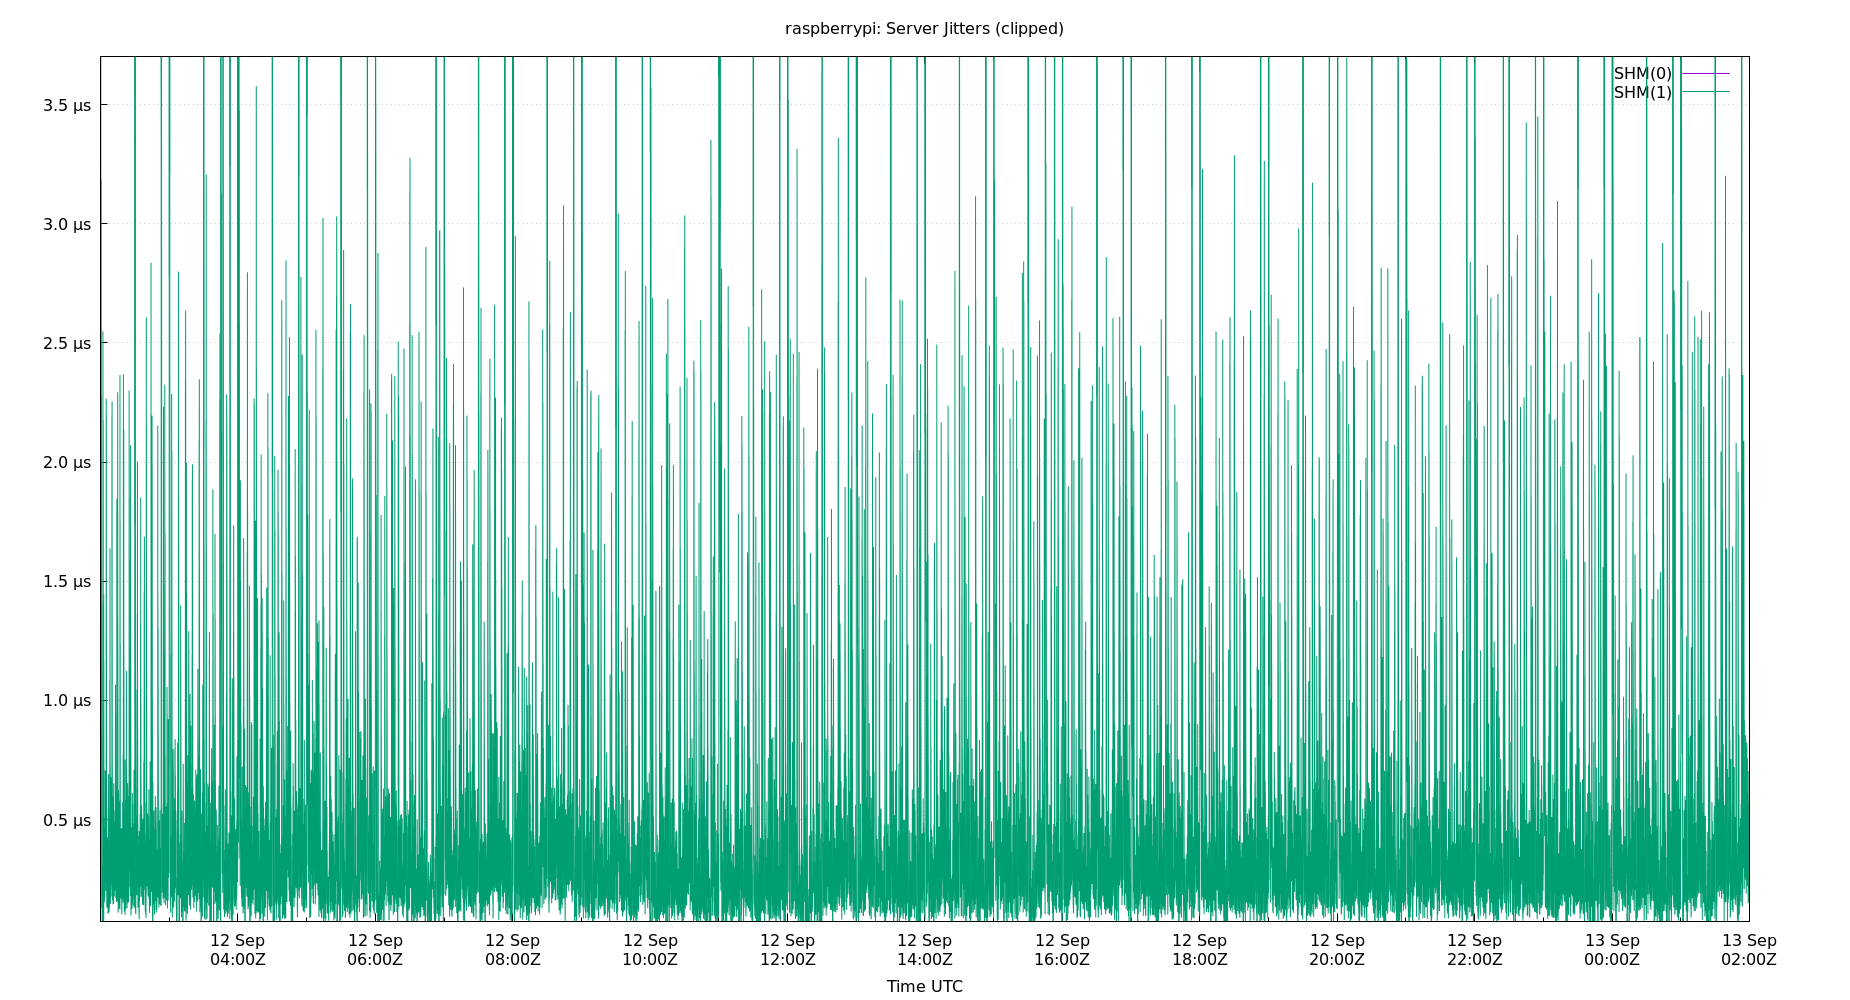 raspberrypi: Server Jitters (clipped)
SHM(0)
SHM(1)
3.5 µs
3.0 µs
2.5 µs
2.0 µs
1.5 µs
1.0 µs
0.5 µs
12 Sep 12 Sep 12 Sep 12 Sep 12 Sep 12 Sep 12 Sep 12 Sep 12 Sep 12 Sep 13 Sep 13 Sep
04:00Z 06:00Z 08:00Z 10:00Z 12:00Z 14:00Z 16:00Z 18:00Z 20:00Z 22:00Z 00:00Z 02:00Z
Time UTC